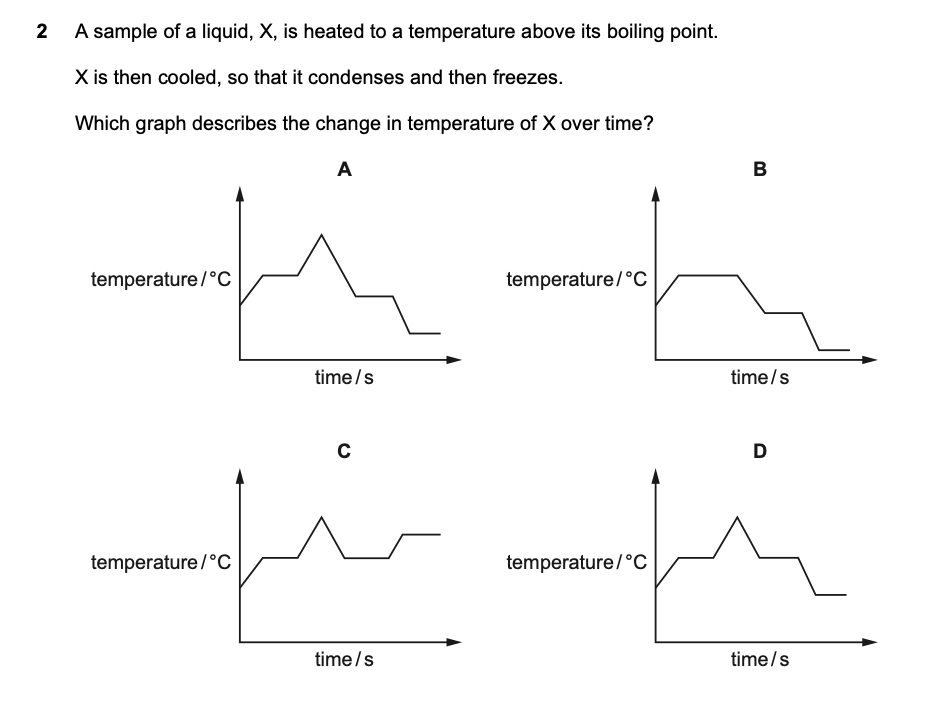 2 A sample of a liquid, X, is heated to a temperature above its boiling point.
X is then cooled, so that it condenses and then freezes.
Which graph describes the change in temperature of X over time?
A
temperature / °C
time / s
B
temperature / °C
time / s
C
temperature / °C
time / s
D
temperature / °C
time / s